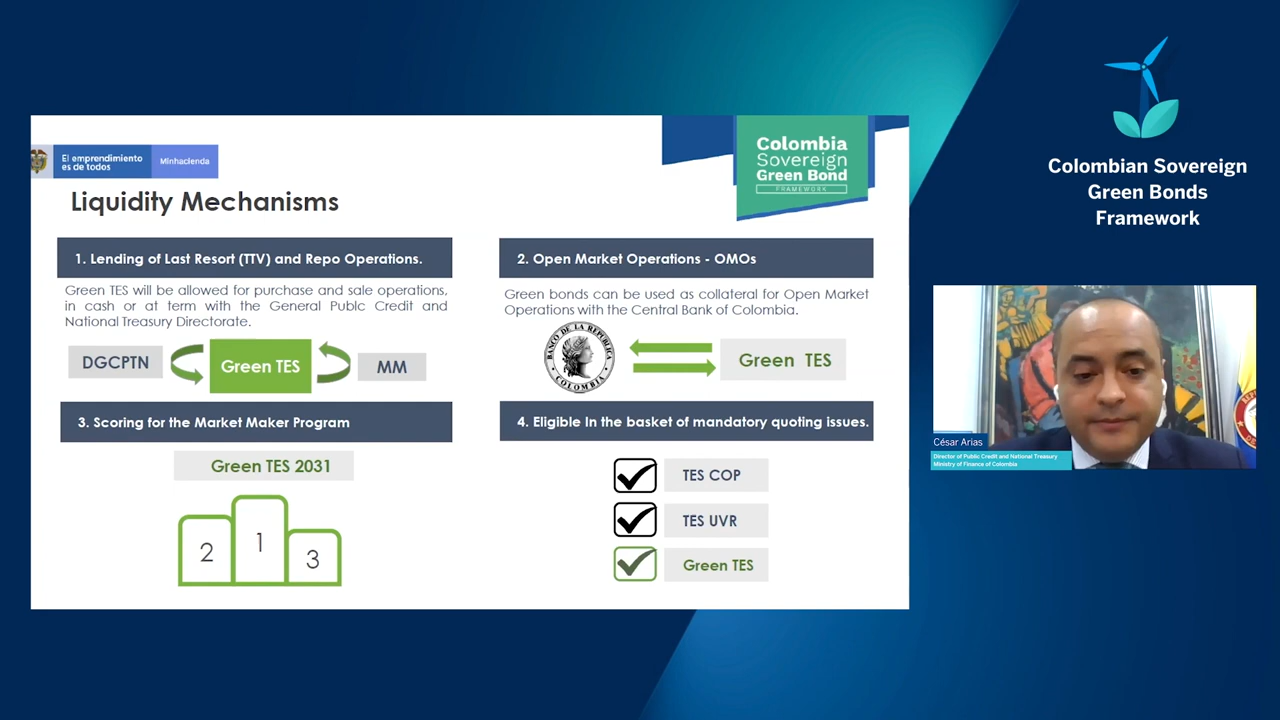 El emprendimiento
es de todos
Minhacienda
Colombia
Sovereign
Green Bond
FRAMEWORK
Liquidity Mechanisms
1. Lending of Last Resort (TTV) and Repo Operations.
Green TES will be allowed for purchase and sale operations,
in cash or at term with the General Publc Credit and
National Treasury Directorate.
DGCPTN
Green TES
MM
2. Open Market Operations - OMOs
Green bonds can be used as collateral for Open Market
Operations with the Central Bank of Colombia.
BANCO DE LA REPUBLICA
COLOMBIA
Green TES
3. Scoring for the Market Maker Program
Green TES 2031
2
1
3
4. Eligible In the basket of mandatory quoting issues.
TES COP
TES UVR
Green TES
Colombian Sovereign
Green Bonds
Framework
César Arias
Director of Public Credit and National Treasury
Ministry of Finance of Colombia